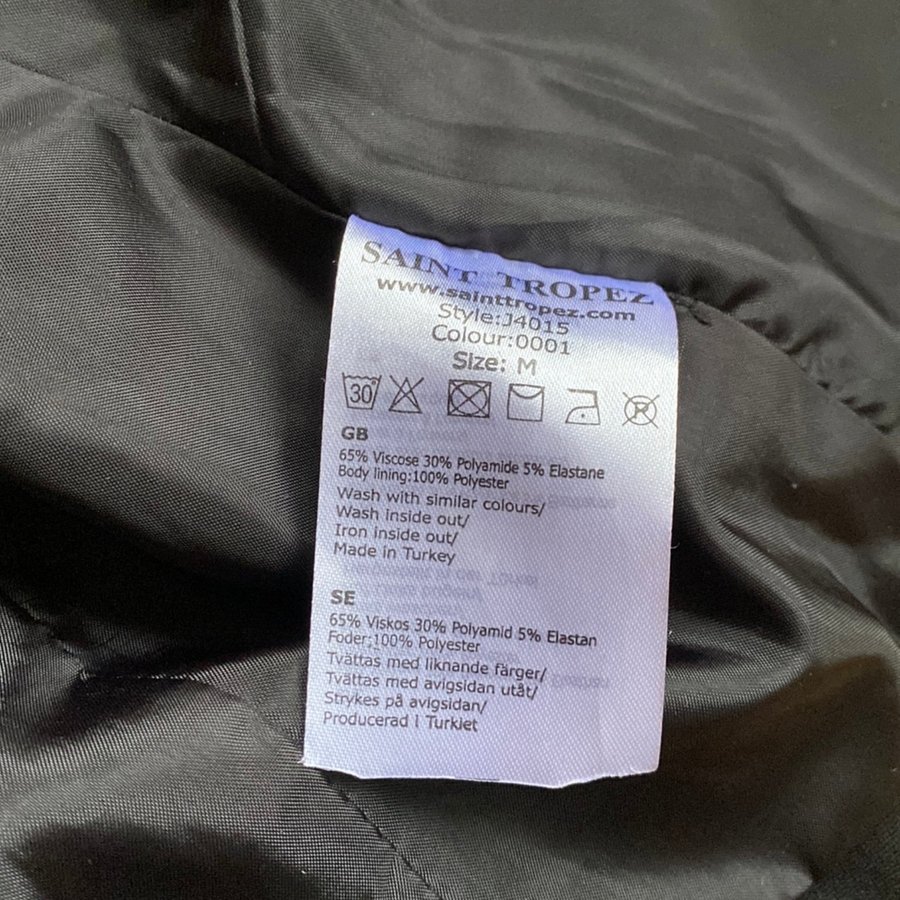 SAINT TROPEZ
www.sainttropez.com
Style:J4015
Colour:0001
Size: M
30°
GB
65% Viscose 30% Polyamide 5% Elastane
Body lining:100% Polyester
Wash with similar colours/
Wash inside out/
Iron inside out/
Made in Turkey
SE
65% Viskos 30% Polyamid 5% Elastan
Foder:100% Polyester
Tvättas med liknande färger/
Tvättas med avigsidan utåt/
Strykes på avigsidan/
Producerad i Turkiet